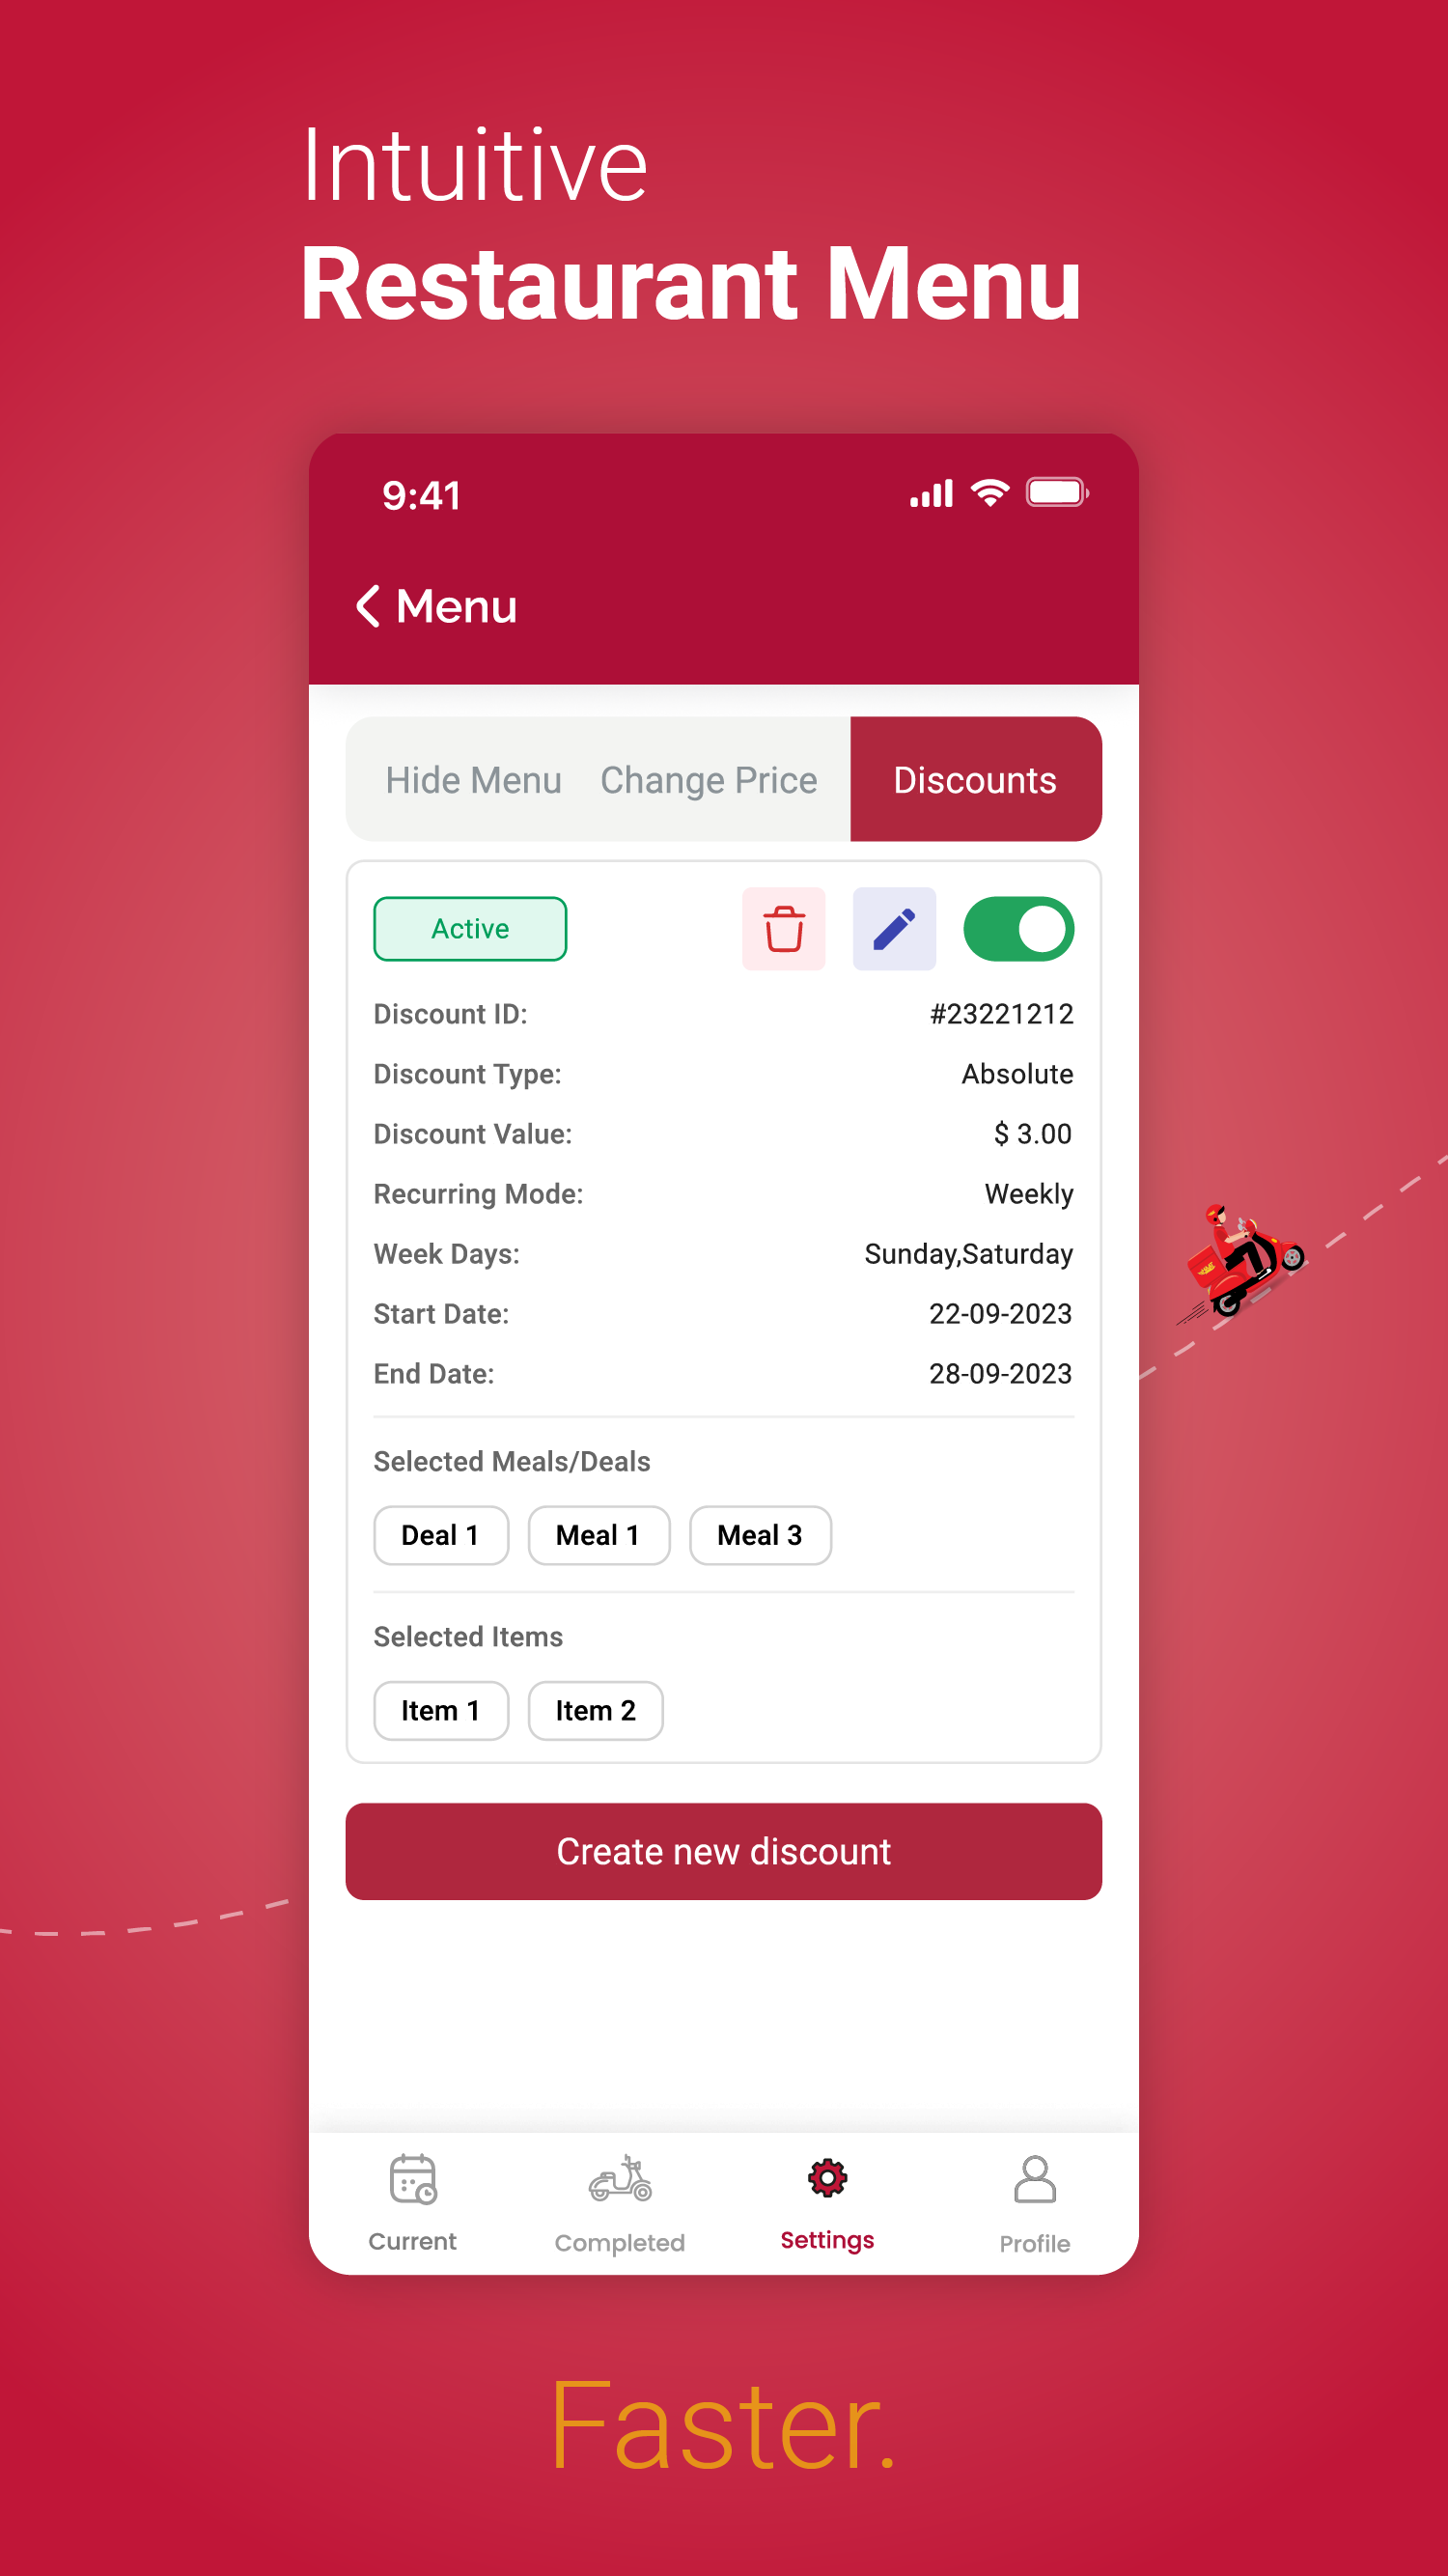 Intuitive
Restaurant Menu
9:41
Menu
Hide Menu Change Price Discounts
Active
Discount ID: #23221212
Discount Type: Absolute
Discount Value: $ 3.00
Recurring Mode: Weekly
Week Days: Sunday,Saturday
Start Date: 22-09-2023
End Date: 28-09-2023
Selected Meals/Deals
Deal 1 Meal 1 Meal 3
Selected Items
Item 1 Item 2
Create new discount
Current Completed Settings Profile
Faster.